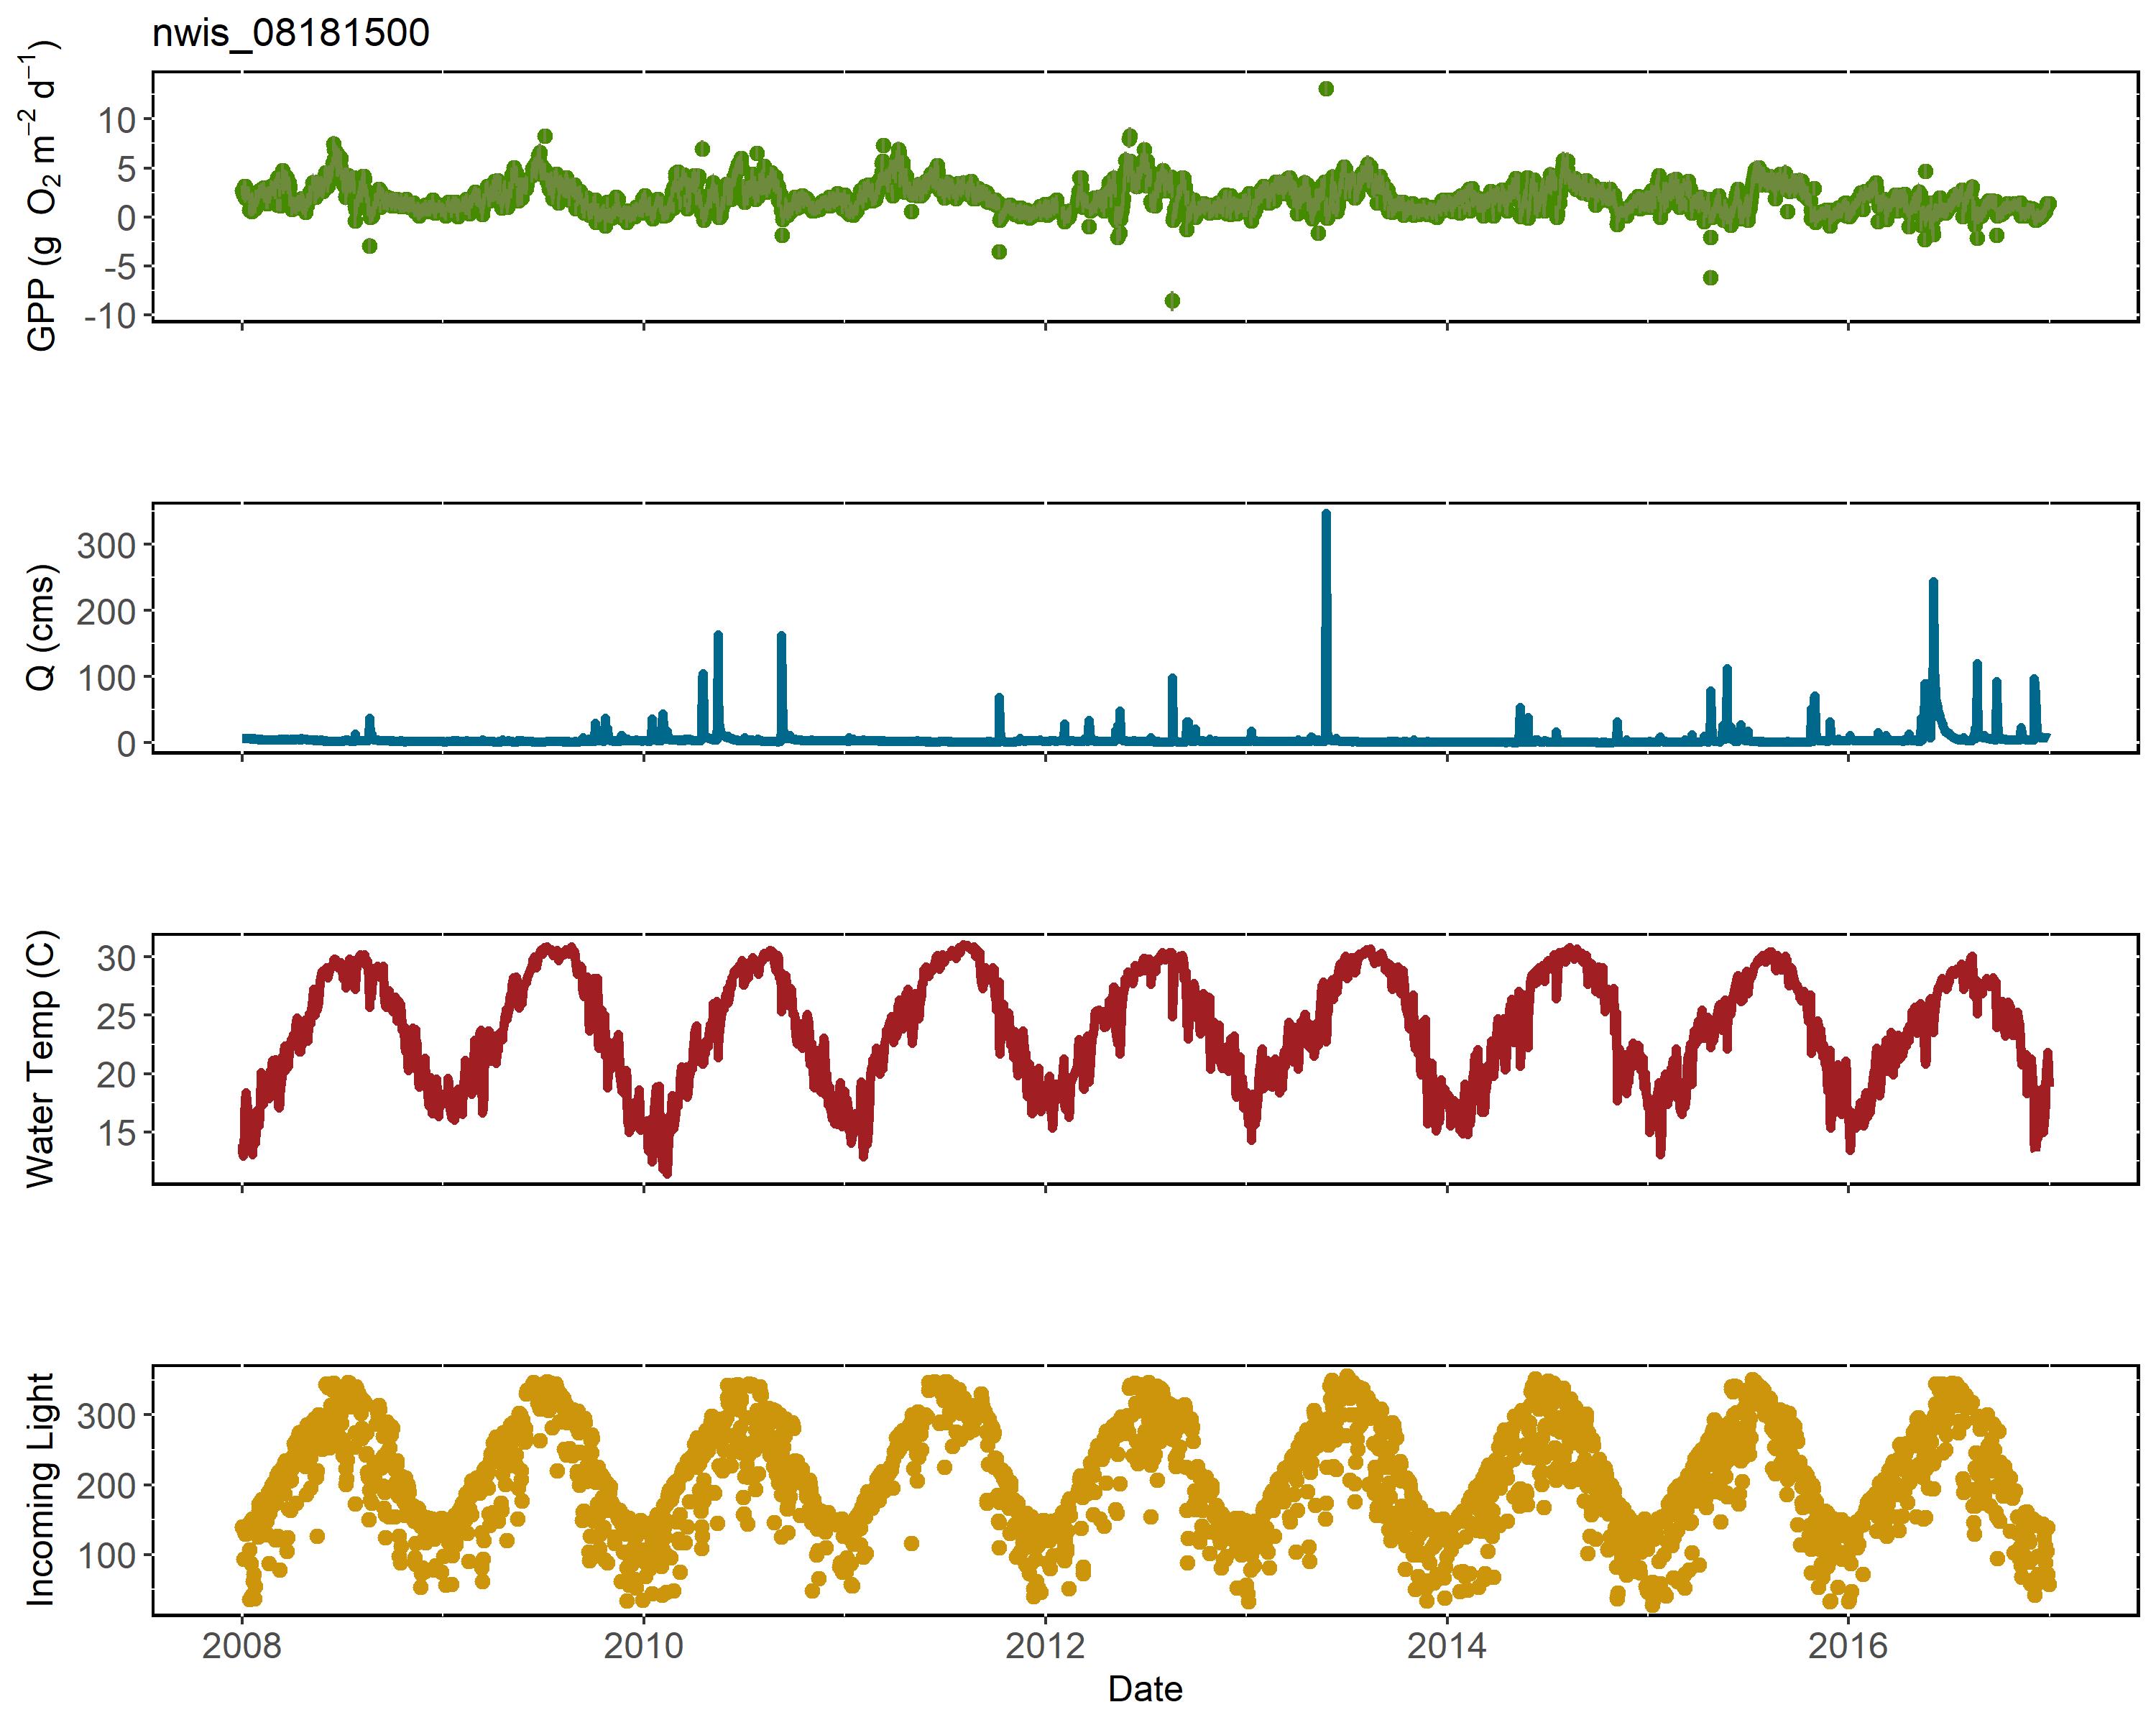 nwis_08181500
GPP (g O₂ m⁻² d⁻¹)
10
5
0
-5
-10
Q (cms)
300
200
100
0
Water Temp (C)
30
25
20
15
Incoming Light
300
200
100
2008 2010 2012 2014 2016
Date